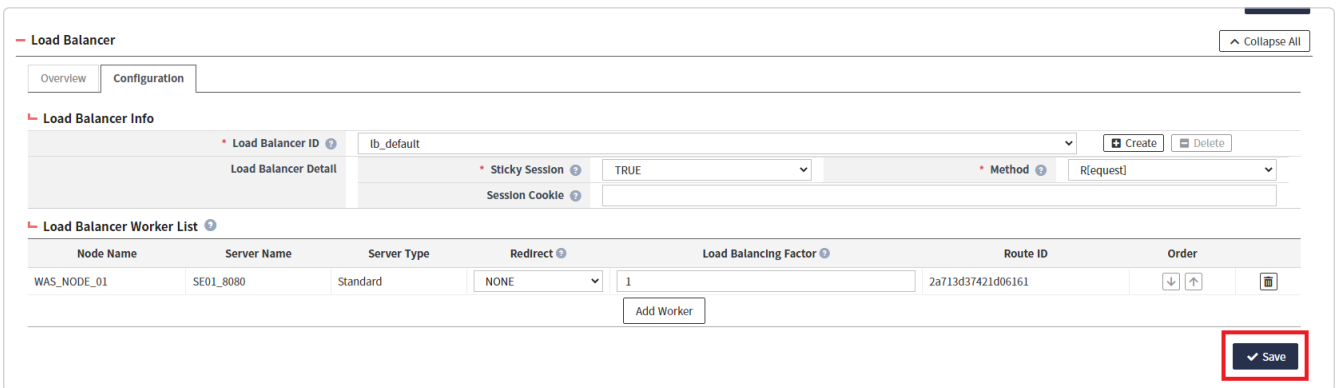 Load Balancer
Collapse All
Overview Configuration
Load Balancer Info
* Load Balancer ID ? lb_default Create Delete
Load Balancer Detail * Sticky Session ? TRUE * Method ? R[equest]
Session Cookie ?
Load Balancer Worker List ?
Node Name Server Name Server Type Redirect ? Load Balancing Factor ? Route ID Order
WAS_NODE_01 SE01_8080 Standard NONE 1 2a713d37421d06161
Add Worker
Save